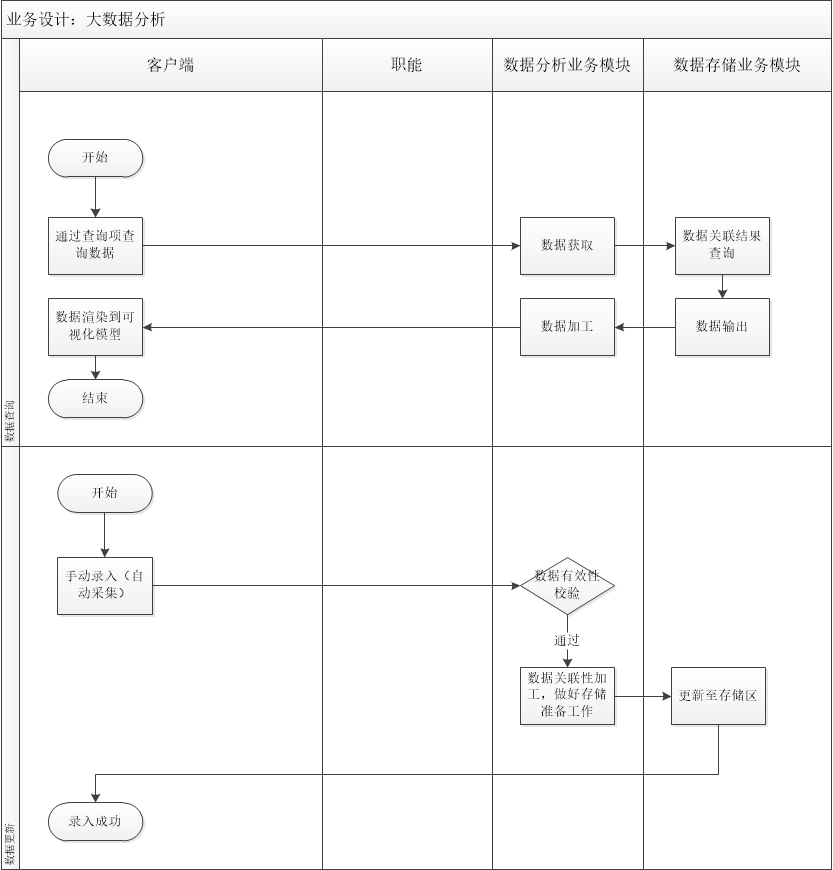 业务设计：大数据分析
客户端
职能
数据分析业务模块
数据存储业务模块
数据查询
开始
通过查询项查
询数据
数据获取
数据关联结果
查询
数据渲染到可
视化模型
数据加工
数据输出
结束
数据更新
开始
手动录入（自
动采集）
数据有效性
校验
通过
数据关联性加
工，做好存储
准备工作
更新至存储区
录入成功